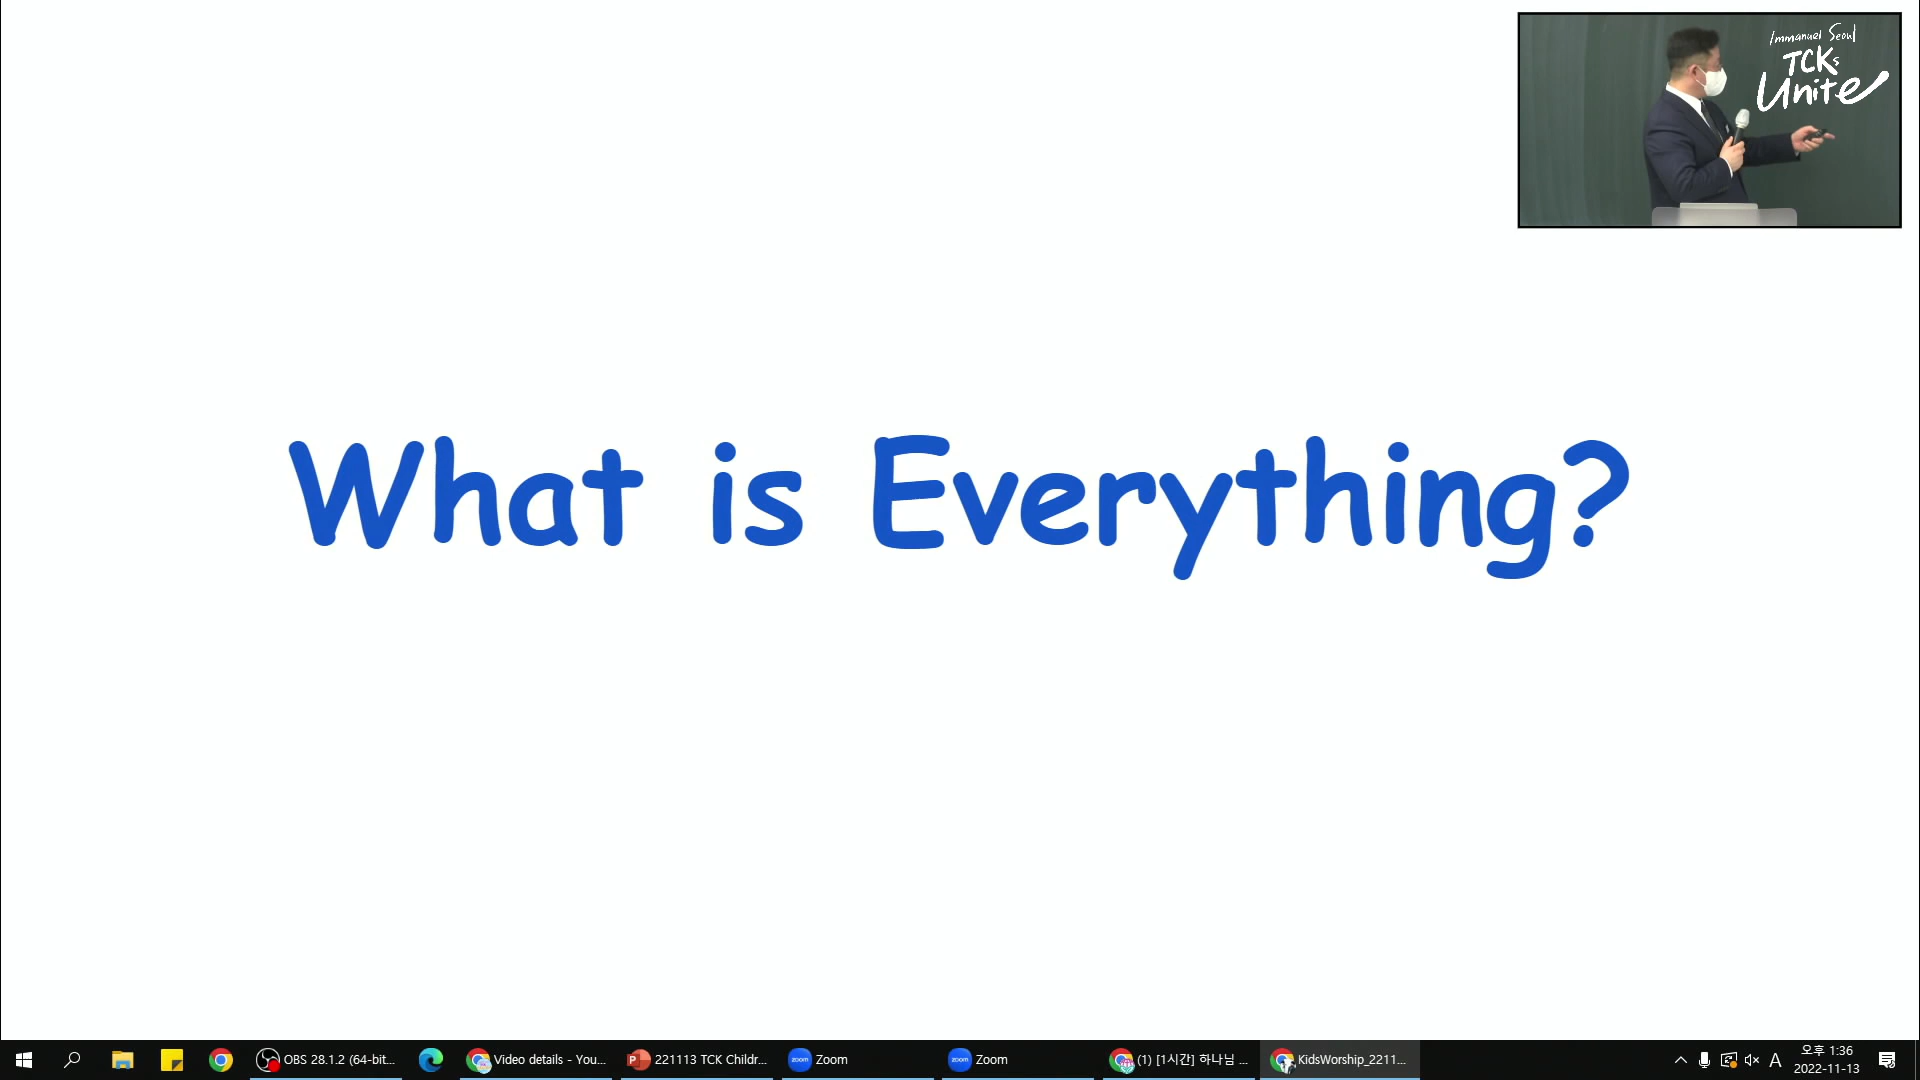 Immanuel Seoul
TCKs
Unite
What is Everything?
OBS 28.1.2 (64-bit...
Video details - You...
221113 TCK Childr...
Zoom
Zoom
(1) [1시간] 하나님 ...
KidsWorship_2211...
A
오후 1:36
2022-11-13